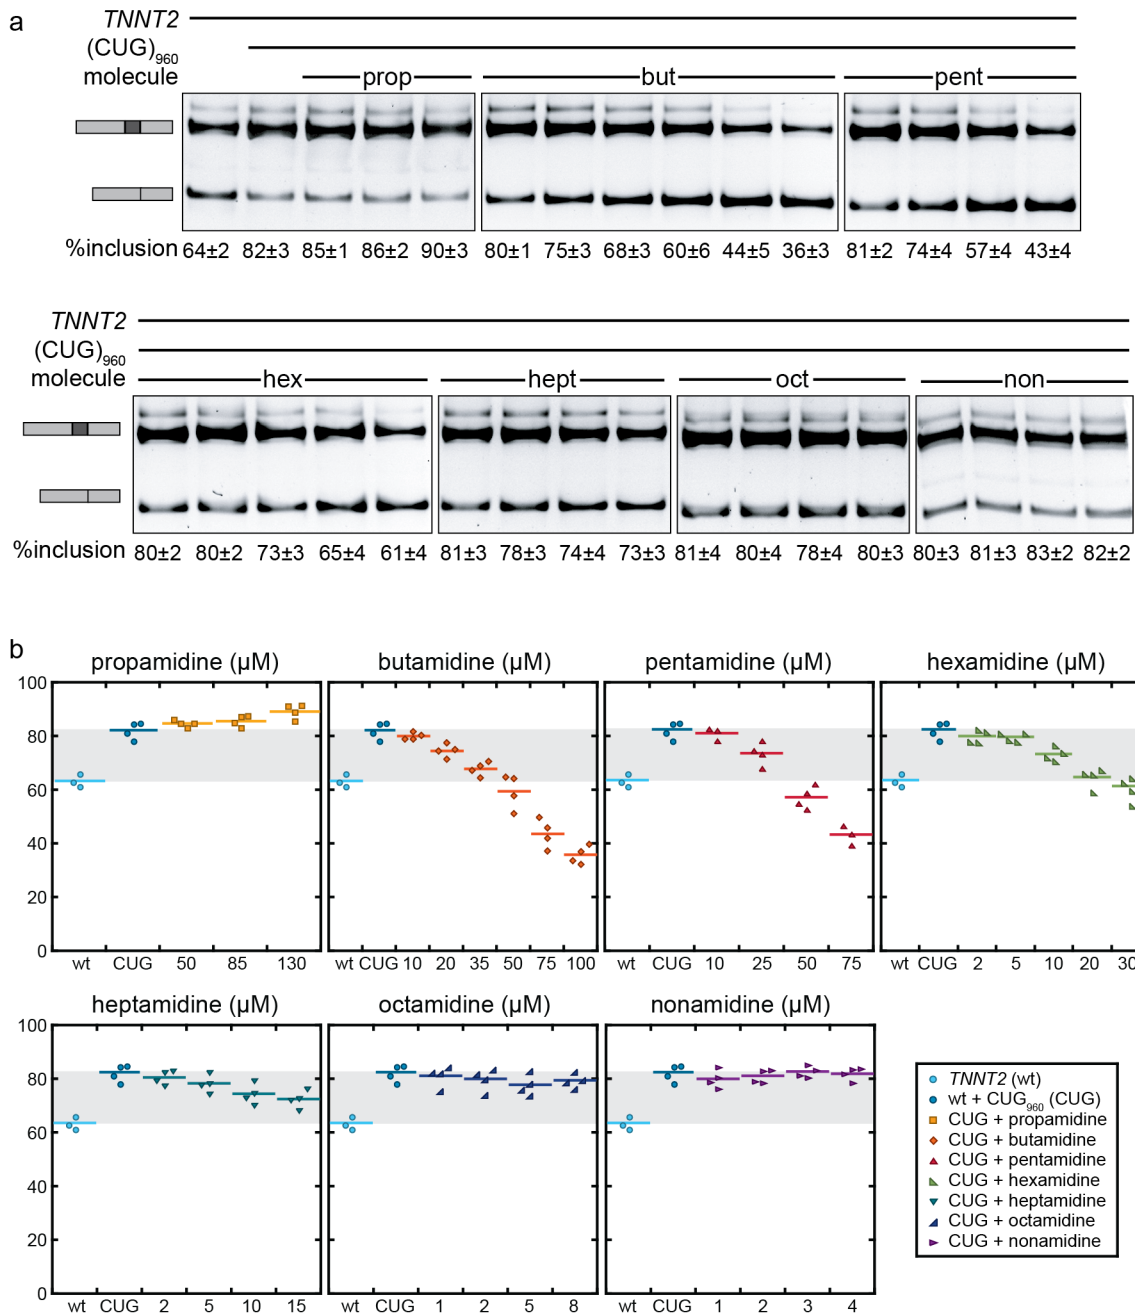 a
TNNT2
(CUG)960
molecule prop but pent
%inclusion 64±2 82±3 85±1 86±2 90±3 80±1 75±3 68±3 60±6 44±5 36±3 81±2 74±4 57±4 43±4
TNNT2
(CUG)960
molecule hex hept oct non
%inclusion 80±2 80±2 73±3 65±4 61±4 81±3 78±3 74±4 73±3 81±4 80±4 78±4 80±3 80±3 81±3 83±2 82±2
b
propamidine (µM) butamidine (µM) pentamidine (µM) hexamidine (µM)
100
80
60
40
20
0
wt CUG 50 85 130 wt CUG 10 20 35 50 75 100 wt CUG 10 25 50 75 wt CUG 2 5 10 20 30
heptamidine (µM) octamidine (µM) nonamidine (µM)
100
80
60
40
20
0
wt CUG 2 5 10 15 wt CUG 1 2 5 8 wt CUG 1 2 3 4
TNNT2 (wt)
wt + CUG960 (CUG)
CUG + propamidine
CUG + butamidine
CUG + pentamidine
CUG + hexamidine
CUG + heptamidine
CUG + octamidine
CUG + nonamidine